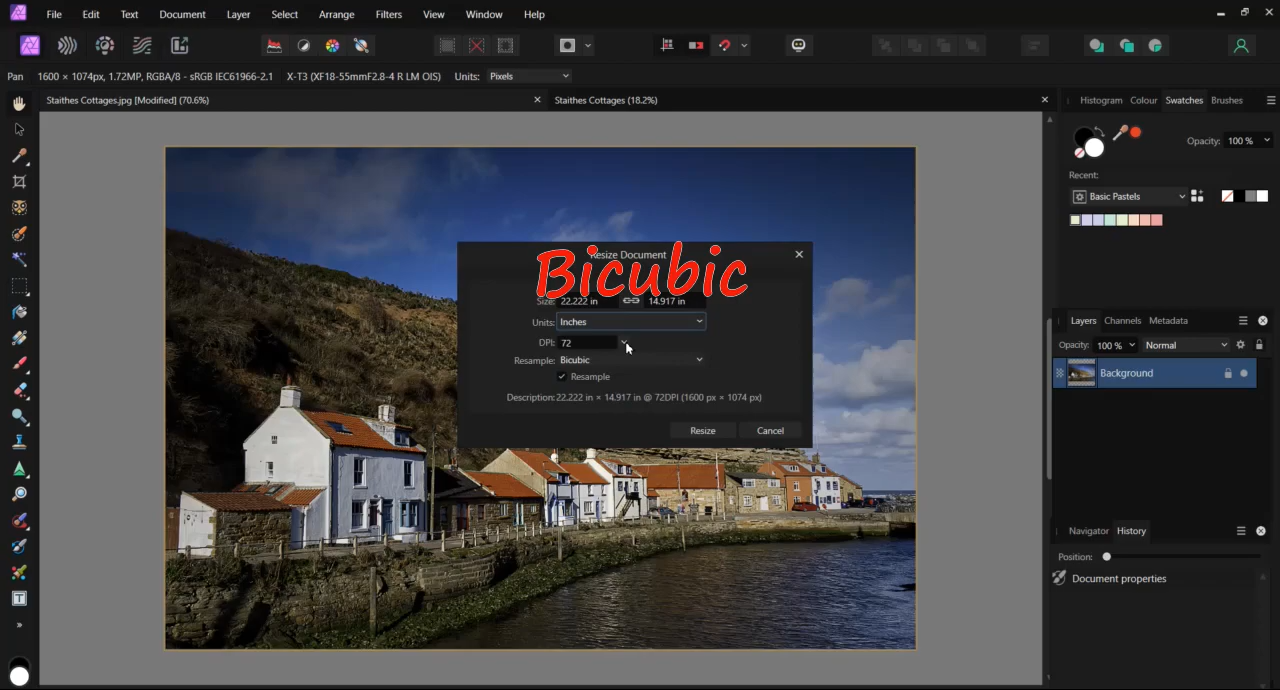 File Edit Text Document Layer Select Arrange Filters View Window Help
Pan 1600 × 1074px, 1.72MP, RGBA/8 - sRGB IEC61966-2.1 X-T3 (XF18-55mmF2.8-4 R LM OIS) Units: Pixels
Staithes Cottages.jpg [Modified] (70.6%) Staithes Cottages (18.2%)
Histogram Colour Swatches Brushes
Opacity: 100 %
Recent:
Basic Pastels
Resize Document
Bicubic
Size: 22.222 in 14.917 in
Units: Inches
DPI: 72
Resample: Bicubic
Resample
Description: 22.222 in × 14.917 in @ 72DPI (1600 px × 1074 px)
Resize Cancel
Layers Channels Metadata
Opacity: 100 % Normal
Background
Navigator History
Position:
Document properties